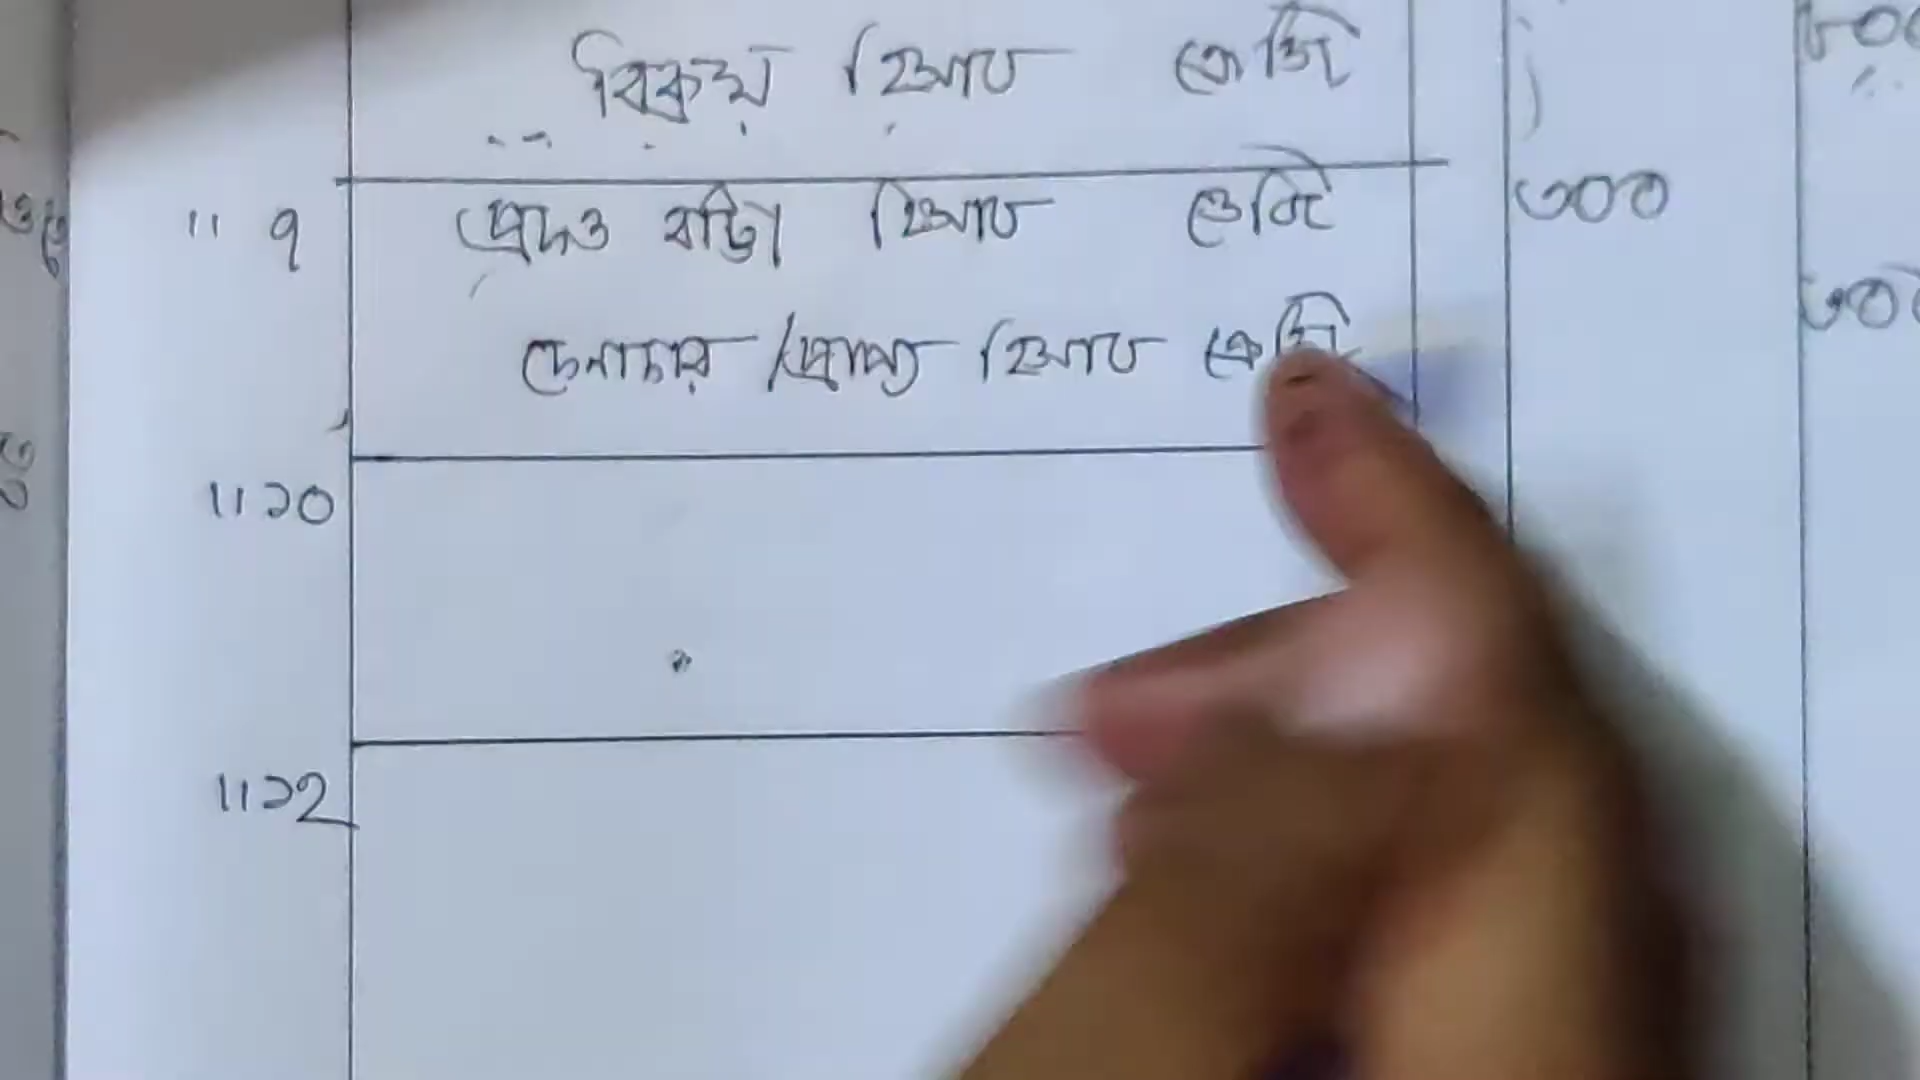 বিক্রয় হিসাব ক্রেডিট
" ৭ প্রদত্ত বাট্টা হিসাব ডেবিট ৩০০
দেনাদার/প্রাপ্য হিসাব ক্রেডিট
" ১০
" ১২